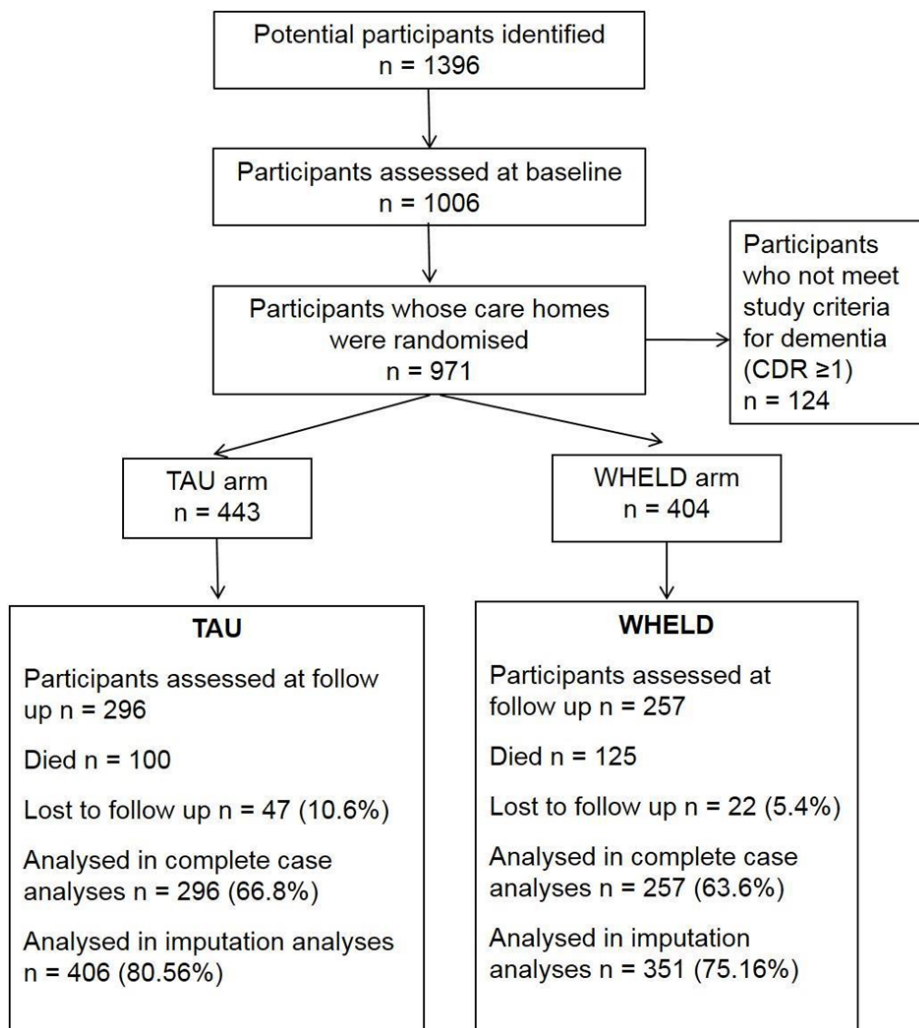 Potential participants identified
n = 1396
Participants assessed at baseline
n = 1006
Participants whose care homes
were randomised
n = 971
Participants
who not meet
study criteria
for dementia
(CDR ≥1)
n = 124
TAU arm
n = 443
WHELD arm
n = 404
TAU
Participants assessed at follow
up n = 296
Died n = 100
Lost to follow up n = 47 (10.6%)
Analysed in complete case
analyses n = 296 (66.8%)
Analysed in imputation analyses
n = 406 (80.56%)
WHELD
Participants assessed at
follow up n = 257
Died n = 125
Lost to follow up n = 22 (5.4%)
Analysed in complete case
analyses n = 257 (63.6%)
Analysed in imputation
analyses n = 351 (75.16%)